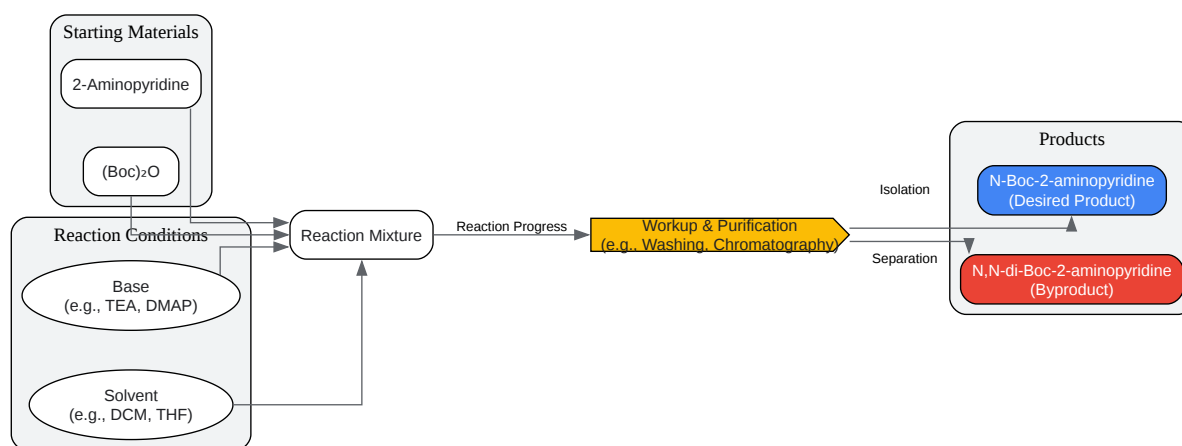 Starting Materials
2-Aminopyridine
(Boc)₂O
Reaction Conditions
Base
(e.g., TEA, DMAP)
Solvent
(e.g., DCM, THF)
Reaction Mixture
Reaction Progress
Workup & Purification
(e.g., Washing, Chromatography)
Isolation
Separation
Products
N-Boc-2-aminopyridine
(Desired Product)
N,N-di-Boc-2-aminopyridine
(Byproduct)